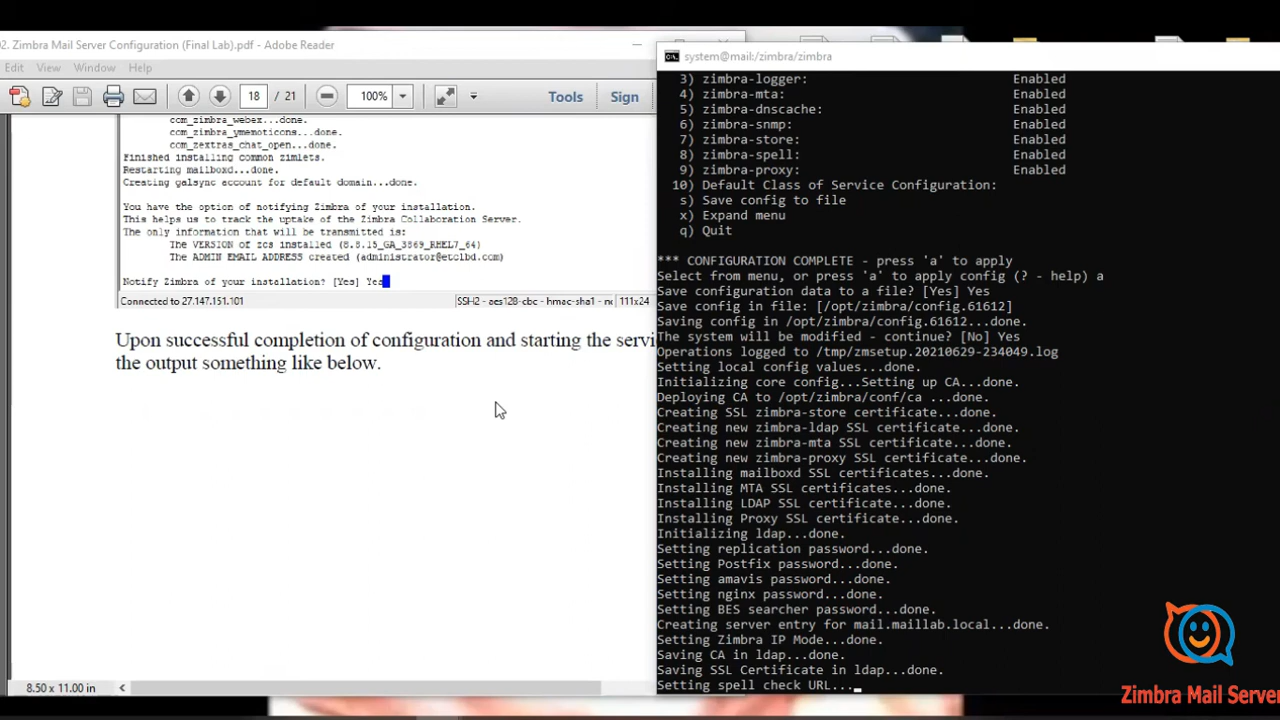 02. Zimbra Mail Server Configuration (Final Lab).pdf - Adobe Reader
Edit View Window Help
18 / 21 100% Tools Sign
ccm_zimbra_webex...done.
ccm_zimbra_ymemoticons...done.
ccm_zextras_chat_open...done.
Finished installing common zimlets.
Restarting mailboxd...done.
Creating galsync account for default domain...done.
You have the option of notifying Zimbra of your installation.
This helps us to track the uptake of the Zimbra Collaboration Server.
The only information that will be transmitted is:
The VERSION of zcs installed (8.8.15_GA_3869_RHEL7_64)
The ADMIN EMAIL ADDRESS created (administrator@etclbd.com)
Notify Zimbra of your installation? [Yes] Yes
Connected to 27.147.151.101 SSH2 - aes128-cbc - hmac-sha1 - nc 111x24
Upon successful completion of configuration and starting the servi
the output something like below.
8.50 x 11.00 in
system@mail:/zimbra/zimbra
3) zimbra-logger: Enabled
4) zimbra-mta: Enabled
5) zimbra-dnscache: Enabled
6) zimbra-snmp: Enabled
7) zimbra-store: Enabled
8) zimbra-spell: Enabled
9) zimbra-proxy: Enabled
10) Default Class of Service Configuration:
s) Save config to file
x) Expand menu
q) Quit
*** CONFIGURATION COMPLETE - press 'a' to apply
Select from menu, or press 'a' to apply config (? - help) a
Save configuration data to a file? [Yes] Yes
Save config in file: [/opt/zimbra/config.61612]
Saving config in /opt/zimbra/config.61612...done.
The system will be modified - continue? [No] Yes
Operations logged to /tmp/zmsetup.20210629-234049.log
Setting local config values...done.
Initializing core config...Setting up CA...done.
Deploying CA to /opt/zimbra/conf/ca ...done.
Creating SSL zimbra-store certificate...done.
Creating new zimbra-ldap SSL certificate...done.
Creating new zimbra-mta SSL certificate...done.
Creating new zimbra-proxy SSL certificate...done.
Installing mailboxd SSL certificates...done.
Installing MTA SSL certificates...done.
Installing LDAP SSL certificate...done.
Installing Proxy SSL certificate...done.
Initializing ldap...done.
Setting replication password...done.
Setting Postfix password...done.
Setting amavis password...done.
Setting nginx password...done.
Setting BES searcher password...done.
Creating server entry for mail.maillab.local...done.
Setting Zimbra IP Mode...done.
Saving CA in ldap...done.
Saving SSL Certificate in ldap...done.
Setting spell check URL..._
Zimbra Mail Server